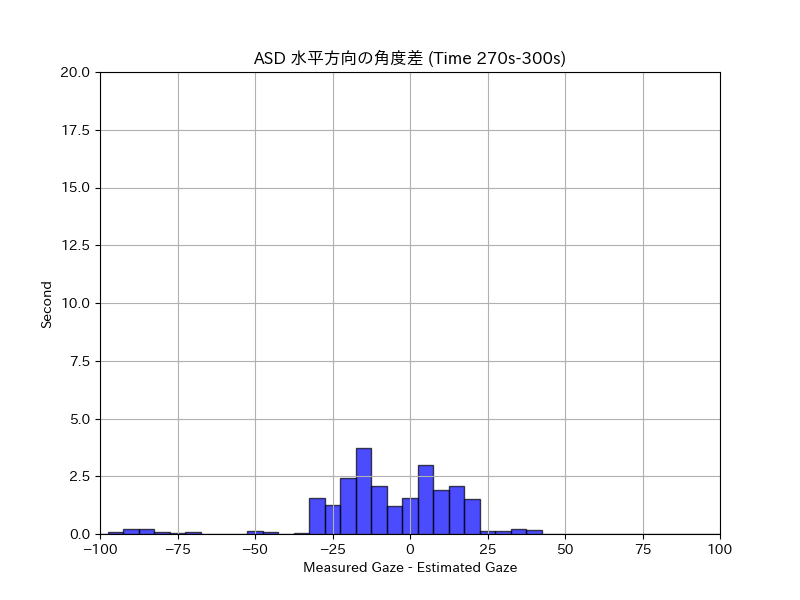 ASD 水平方向の角度差 (Time 270s-300s)
20.0
17.5
15.0
12.5
10.0
7.5
5.0
2.5
0.0
Second
−100 −75 −50 −25 0 25 50 75 100
Measured Gaze - Estimated Gaze